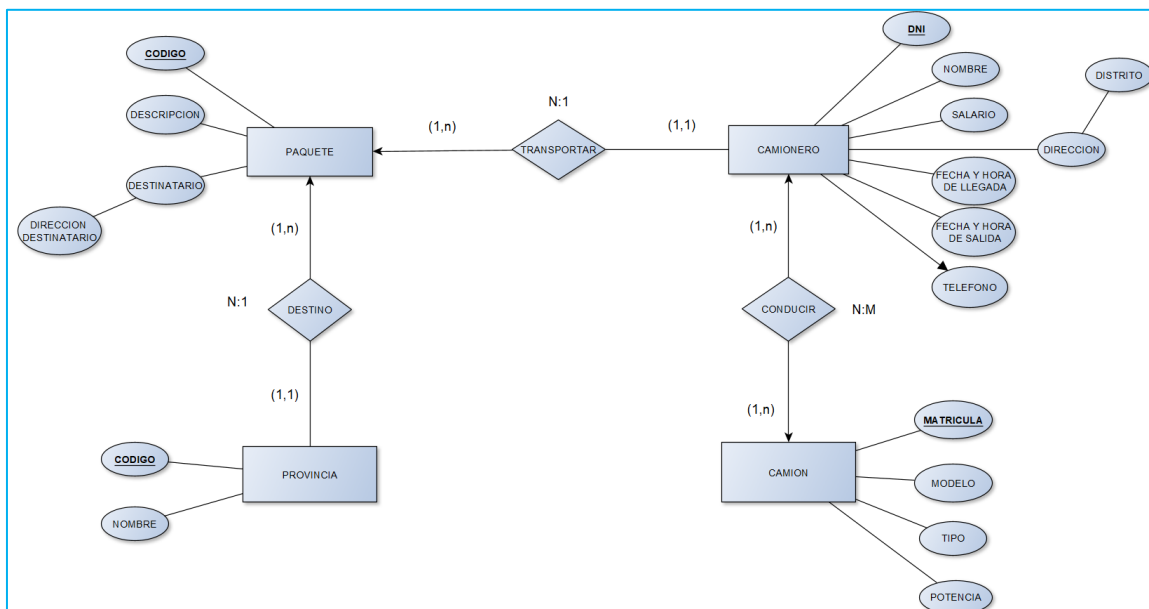 DNI
CODIGO
NOMBRE
DISTRITO
N:1
DESCRIPCION
SALARIO
(1,n)
(1,1)
PAQUETE
TRANSPORTAR
CAMIONERO
DIRECCION
DESTINATARIO
FECHA Y HORA
DE LLEGADA
DIRECCION
DESTINATARIO
(1,n)
(1,n)
FECHA Y HORA
DE SALIDA
TELEFONO
N:1
DESTINO
CONDUCIR
N:M
(1,1)
(1,n)
MATRICULA
CODIGO
PROVINCIA
CAMION
MODELO
NOMBRE
TIPO
POTENCIA